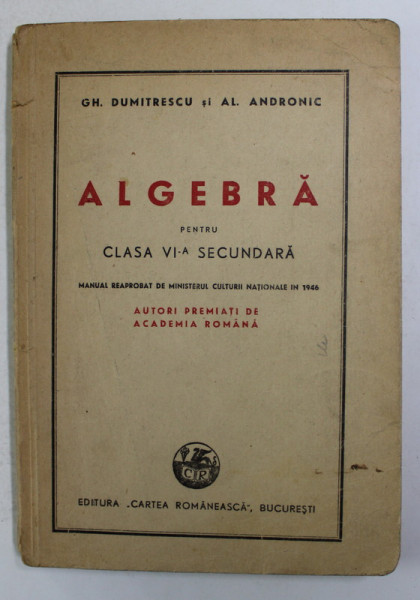 GH. DUMITRESCU și AL. ANDRONIC
ALGEBRĂ
PENTRU
CLASA VI-A SECUNDARĂ
MANUAL REAPROBAT DE MINISTERUL CULTURII NAȚIONALE IN 1946
AUTORI PREMIAȚI DE
ACADEMIA ROMÂNĂ
CR
EDITURA „CARTEA ROMÂNEASCĂ", BUCUREȘTI